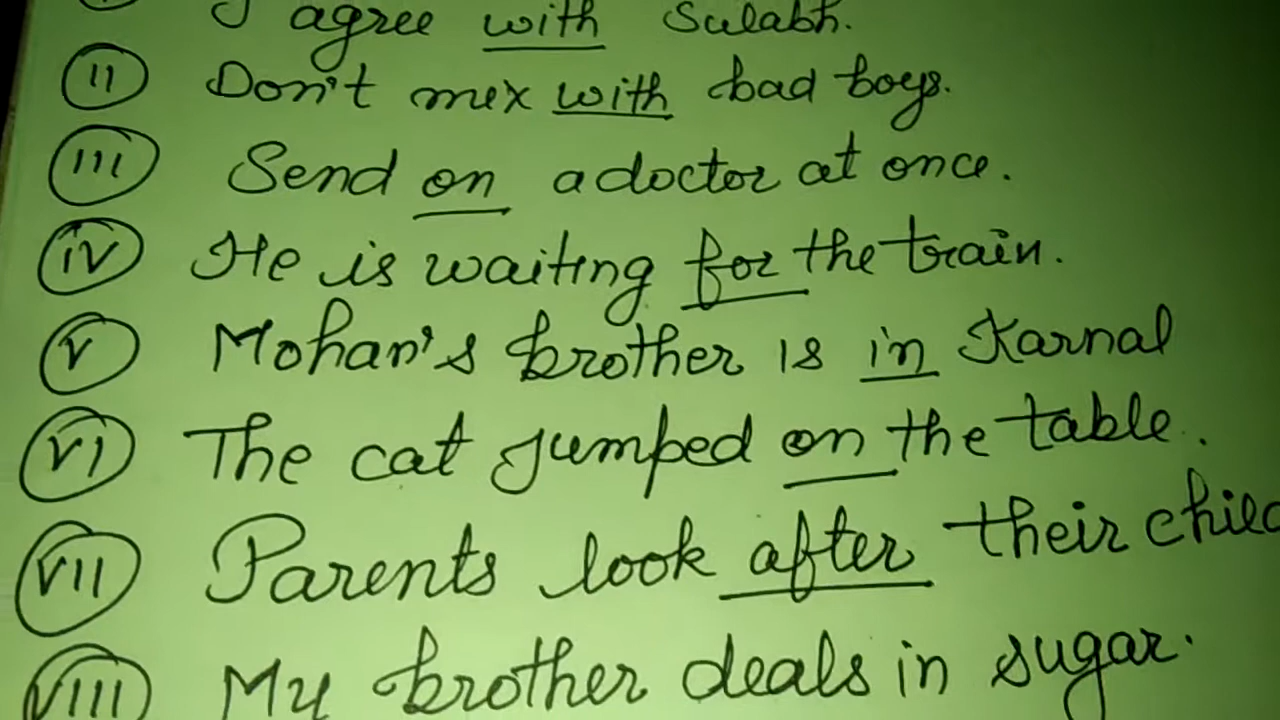 I agree with Sulabh.
II Don't mix with bad boys.
III Send on a doctor at once.
IV He is waiting for the train.
V Mohan's brother is in Karnal
VI The cat jumped on the table.
VII Parents look after their
VIII My brother deals in sugar.